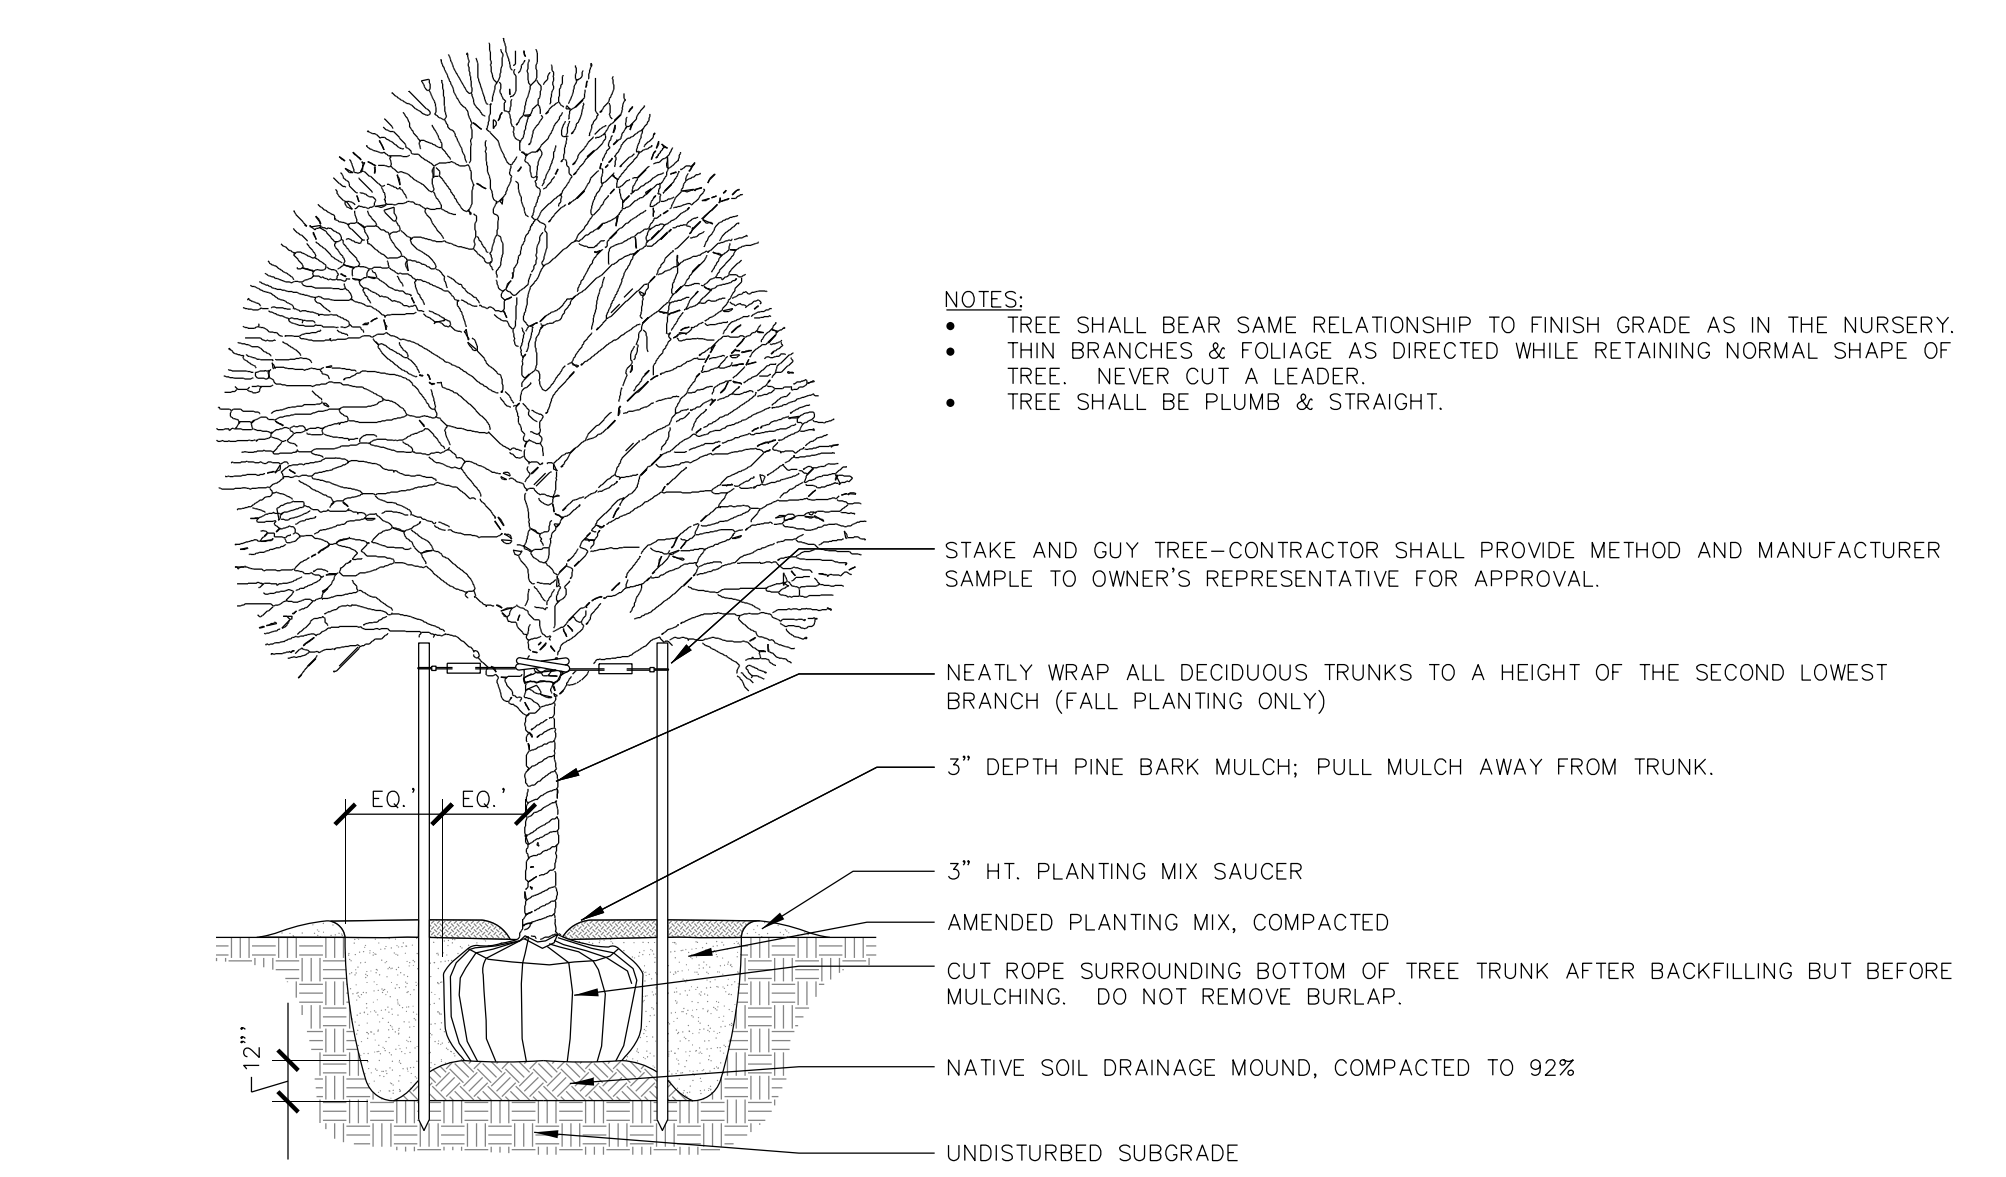 NOTES:
• TREE SHALL BEAR SAME RELATIONSHIP TO FINISH GRADE AS IN THE NURSERY.
• THIN BRANCHES & FOLIAGE AS DIRECTED WHILE RETAINING NORMAL SHAPE OF
TREE. NEVER CUT A LEADER.
• TREE SHALL BE PLUMB & STRAIGHT.
STAKE AND GUY TREE-CONTRACTOR SHALL PROVIDE METHOD AND MANUFACTURER
SAMPLE TO OWNER'S REPRESENTATIVE FOR APPROVAL.
NEATLY WRAP ALL DECIDUOUS TRUNKS TO A HEIGHT OF THE SECOND LOWEST
BRANCH (FALL PLANTING ONLY)
3" DEPTH PINE BARK MULCH; PULL MULCH AWAY FROM TRUNK.
EQ.' EQ.'
3" HT. PLANTING MIX SAUCER
AMENDED PLANTING MIX, COMPACTED
CUT ROPE SURROUNDING BOTTOM OF TREE TRUNK AFTER BACKFILLING BUT BEFORE
MULCHING. DO NOT REMOVE BURLAP.
12"'
NATIVE SOIL DRAINAGE MOUND, COMPACTED TO 92%
UNDISTURBED SUBGRADE